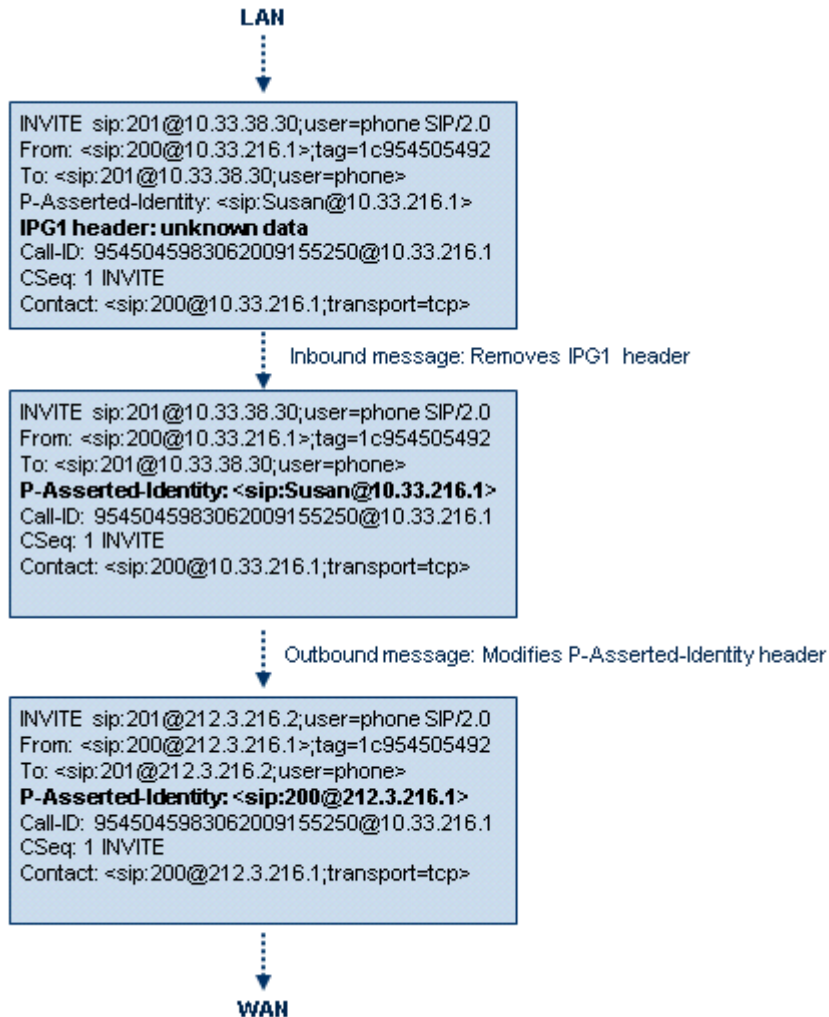 LAN
INVITE sip:201@10.33.38.30;user=phone SIP/2.0
From: <sip:200@10.33.216.1>;tag=1c954505492
To: <sip:201@10.33.38.30;user=phone>
P-Asserted-Identity: <sip:Susan@10.33.216.1>
IPG1 header: unknown data
Call-ID: 9545045983062009155250@10.33.216.1
CSeq: 1 INVITE
Contact: <sip:200@10.33.216.1;transport=tcp>
Inbound message: Removes IPG1 header
INVITE sip:201@10.33.38.30;user=phone SIP/2.0
From: <sip:200@10.33.216.1>;tag=1c954505492
To: <sip:201@10.33.38.30;user=phone>
P-Asserted-Identity: <sip:Susan@10.33.216.1>
Call-ID: 9545045983062009155250@10.33.216.1
CSeq: 1 INVITE
Contact: <sip:200@10.33.216.1;transport=tcp>
Outbound message: Modifies P-Asserted-Identity header
INVITE sip:201@212.3.216.2;user=phone SIP/2.0
From: <sip:200@212.3.216.1>;tag=1c954505492
To: <sip:201@212.3.216.2;user=phone>
P-Asserted-Identity: <sip:200@212.3.216.1>
Call-ID: 9545045983062009155250@10.33.216.1
CSeq: 1 INVITE
Contact: <sip:200@212.3.216.1;transport=tcp>
WAN